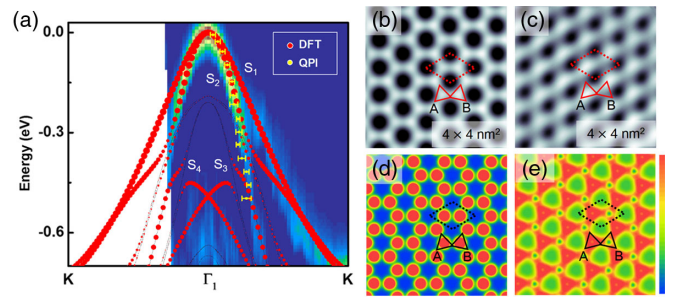 (a)
0.0
-0.3
-0.6
Energy (eV)
DFT
QPI
S1
S2
S4
S3
K
Γ1
K
(b)
A B
4 × 4 nm²
(c)
A B
4 × 4 nm²
(d)
A B
(e)
A B